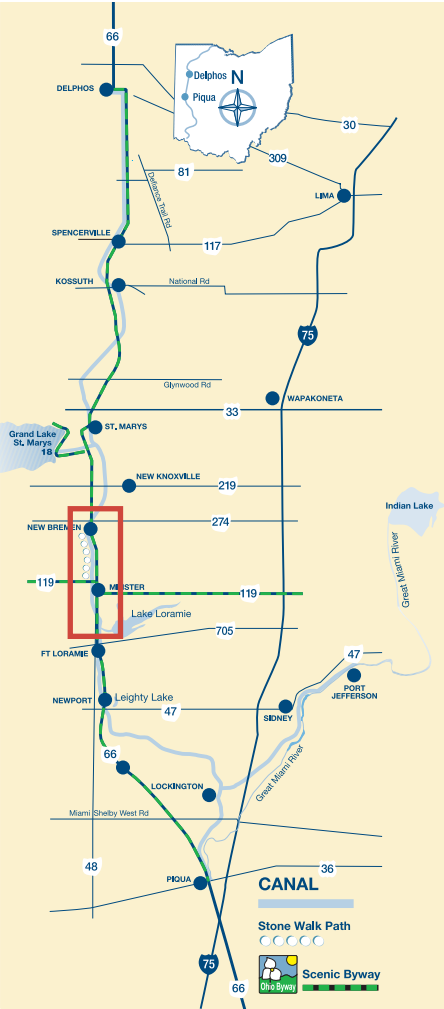 66
DELPHOS
Delphos
N
Piqua
30
309
81
Defiance Trail Rd
LIMA
SPENCERVILLE
117
KOSSUTH
National Rd
75
Glynwood Rd
WAPAKONETA
33
ST. MARYS
Grand Lake
St. Marys
18
NEW KNOXVILLE
219
Indian Lake
274
NEW BREMEN
Great Miami River
119
MINSTER
119
Lake Loramie
705
FT LORAMIE
47
PORT
JEFFERSON
NEWPORT
Leighty Lake
47
SIDNEY
66
Great Miami River
LOCKINGTON
Miami Shelby West Rd
48
36
PIQUA
CANAL
Stone Walk Path
Ohio Byway
Scenic Byway
75
66